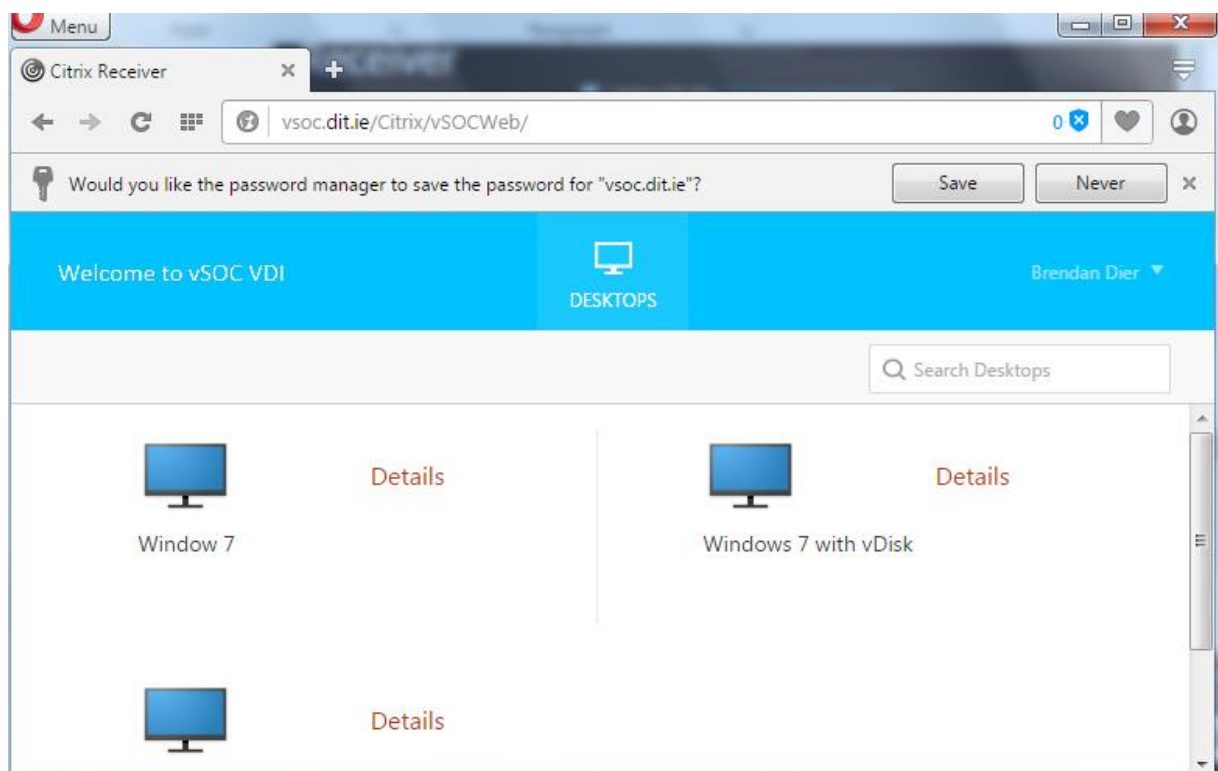 Menu
Citrix Receiver
vsoc.dit.ie/Citrix/vSOCWeb/
0
Would you like the password manager to save the password for "vsoc.dit.ie"?
Save
Never
Welcome to vSOC VDI
DESKTOPS
Brendan Dier
Search Desktops
Details
Window 7
Details
Windows 7 with vDisk
Details